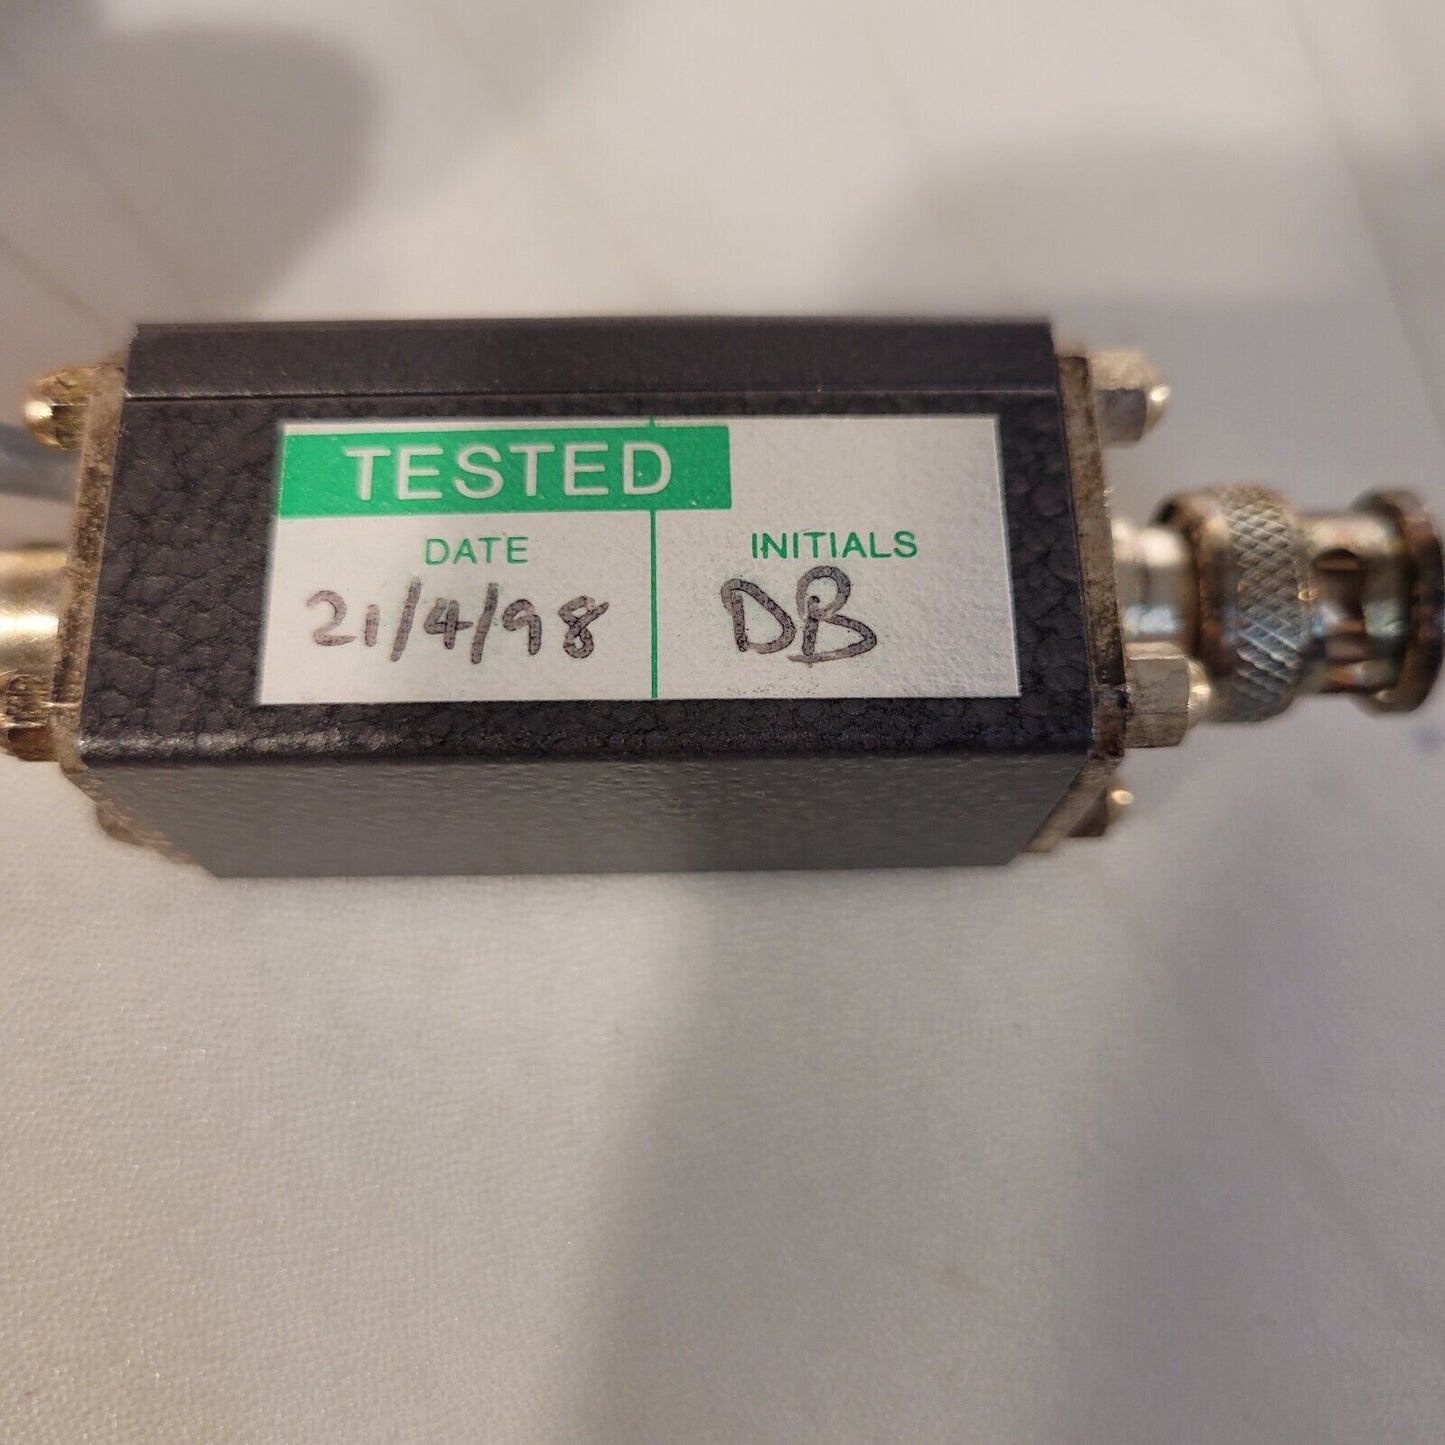 TESTED
DATE INITIALS
21/4/98 DB